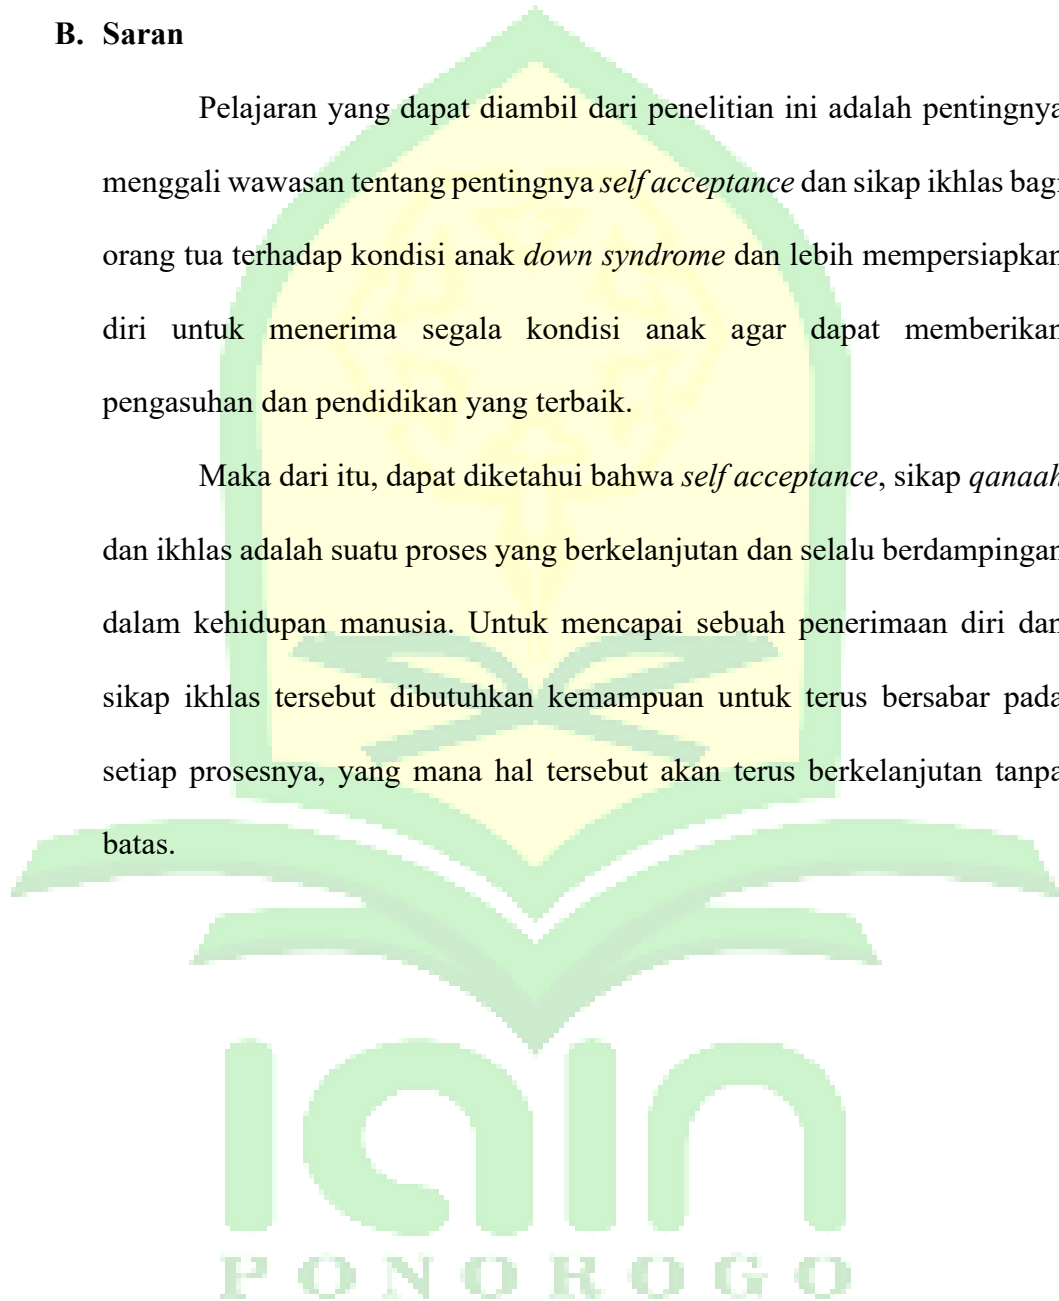 B. Saran
Pelajaran yang dapat diambil dari penelitian ini adalah pentingnya
menggali wawasan tentang pentingnya self acceptance dan sikap ikhlas bagi
orang tua terhadap kondisi anak down syndrome dan lebih mempersiapkan
diri untuk menerima segala kondisi anak agar dapat memberikan
pengasuhan dan pendidikan yang terbaik.
Maka dari itu, dapat diketahui bahwa self acceptance, sikap qanaah
dan ikhlas adalah suatu proses yang berkelanjutan dan selalu berdampingan
dalam kehidupan manusia. Untuk mencapai sebuah penerimaan diri dan
sikap ikhlas tersebut dibutuhkan kemampuan untuk terus bersabar pada
setiap prosesnya, yang mana hal tersebut akan terus berkelanjutan tanpa
batas.
iain
PONOROGO